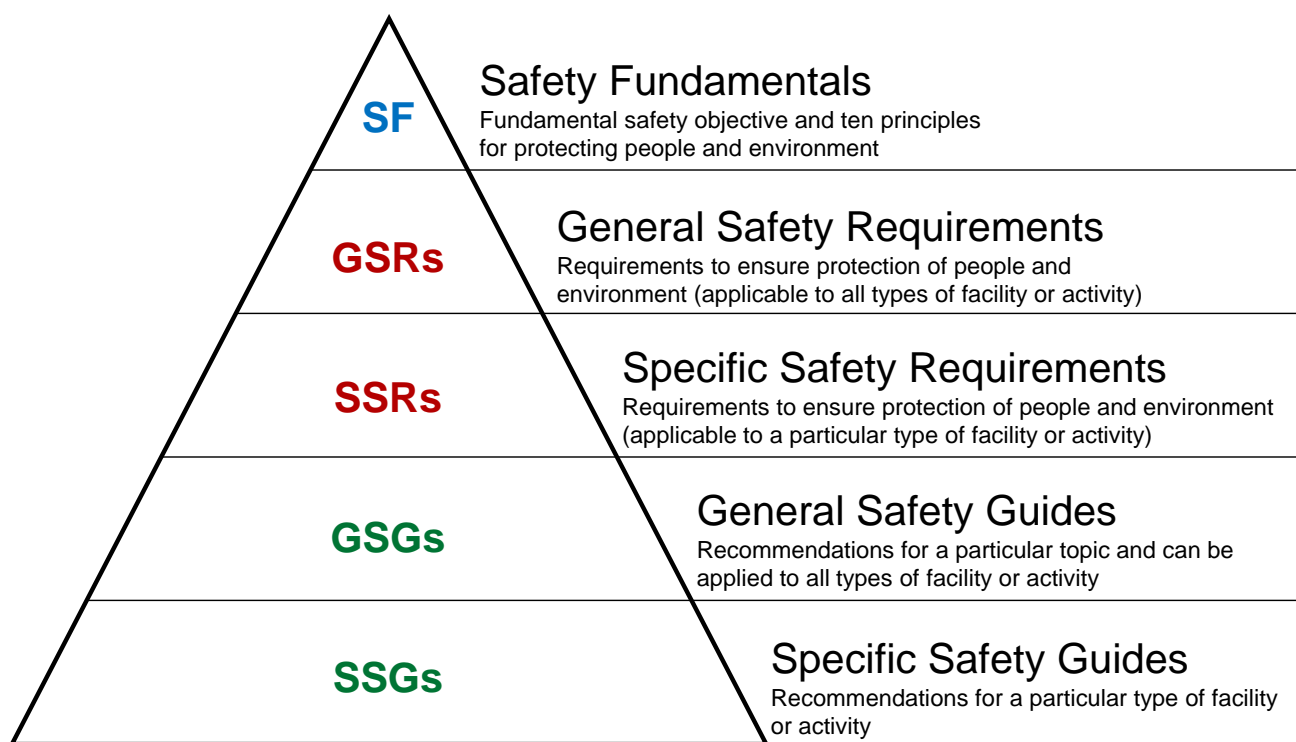 SF
Safety Fundamentals
Fundamental safety objective and ten principles
for protecting people and environment
GSRs
General Safety Requirements
Requirements to ensure protection of people and
environment (applicable to all types of facility or activity)
SSRs
Specific Safety Requirements
Requirements to ensure protection of people and environment
(applicable to a particular type of facility or activity)
GSGs
General Safety Guides
Recommendations for a particular topic and can be
applied to all types of facility or activity
SSGs
Specific Safety Guides
Recommendations for a particular type of facility
or activity